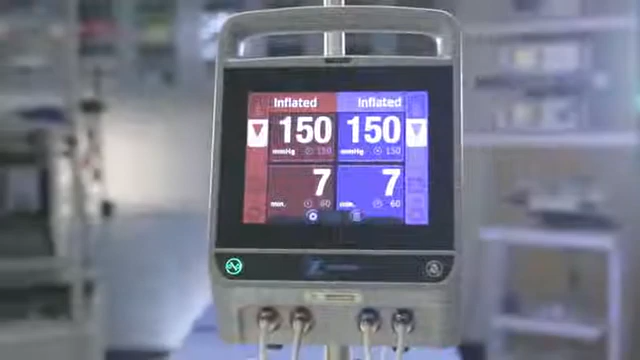 Inflated Inflated
150 150
mmHg 150 mmHg 150
7 7
min. 60 min. 60